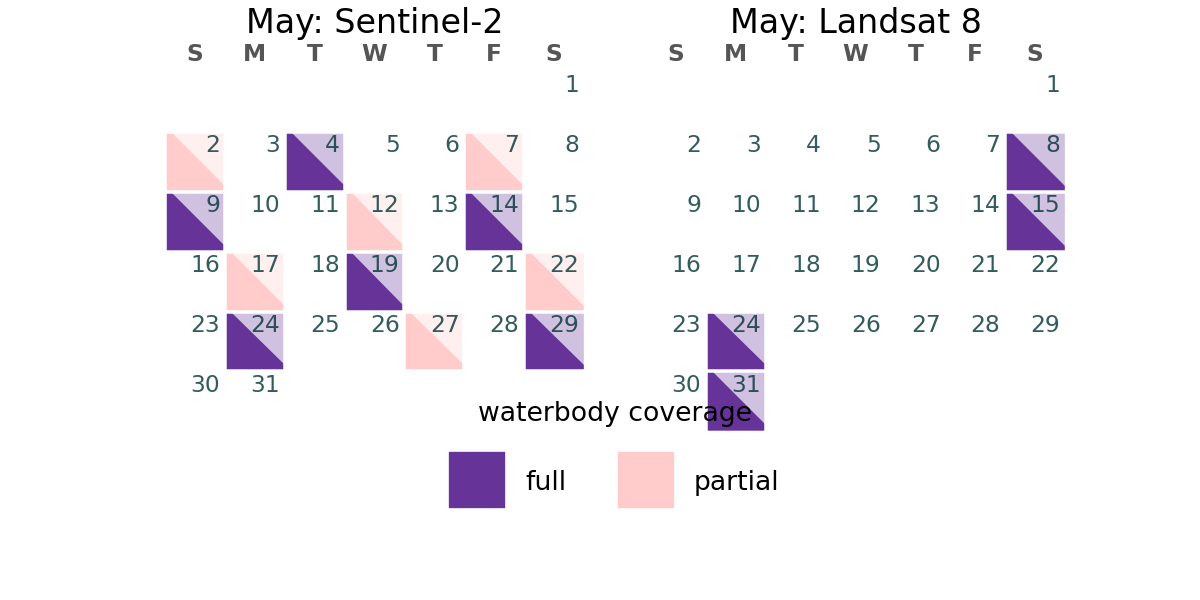 May: Sentinel-2
S M T W T F S
1
2 3 4 5 6 7 8
9 10 11 12 13 14 15
16 17 18 19 20 21 22
23 24 25 26 27 28 29
30 31
May: Landsat 8
S M T W T F S
1
2 3 4 5 6 7 8
9 10 11 12 13 14 15
16 17 18 19 20 21 22
23 24 25 26 27 28 29
30 31
waterbody coverage
full partial